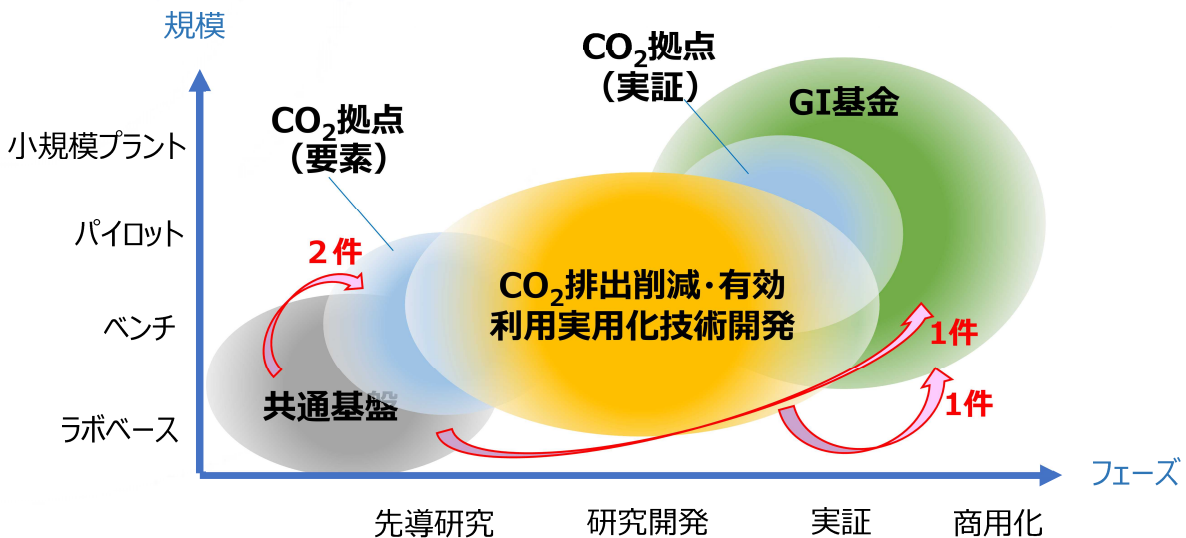 規模
CO₂拠点
（実証）
GI基金
CO₂拠点
（要素）
小規模プラント
パイロット
2件
CO₂排出削減・有効
利用実用化技術開発
ベンチ
1件
共通基盤
1件
ラボベース
フェーズ
先導研究
研究開発
実証
商用化